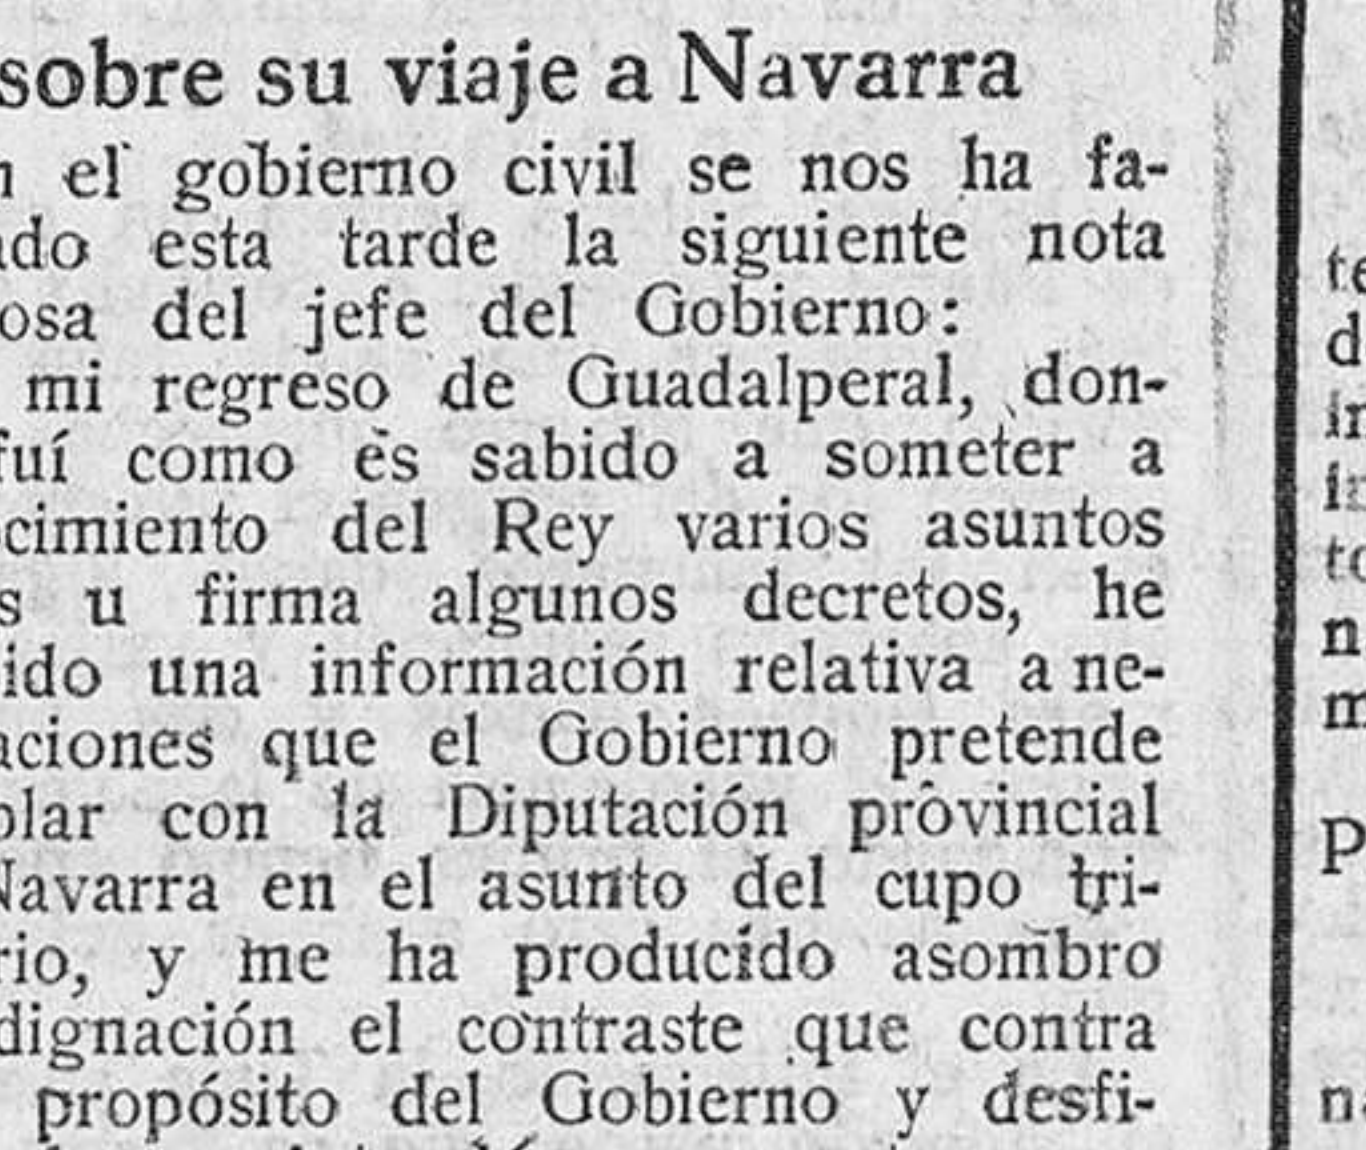 sobre su viaje a Navarra
el gobierno civil se nos ha fa-
esta tarde la siguiente nota
del jefe del Gobierno:
mi regreso de Guadalperal, don-
fuí como es sabido a someter a
cimiento del Rey varios asuntos
s u firma algunos decretos, he
ido una información relativa a ne-
aciones que el Gobierno pretende
blar con la Diputación provincial
Navarra en el asunto del cupo tri-
rio, y me ha producido asombro
dignación el contraste que contra
propósito del Gobierno y desfi-